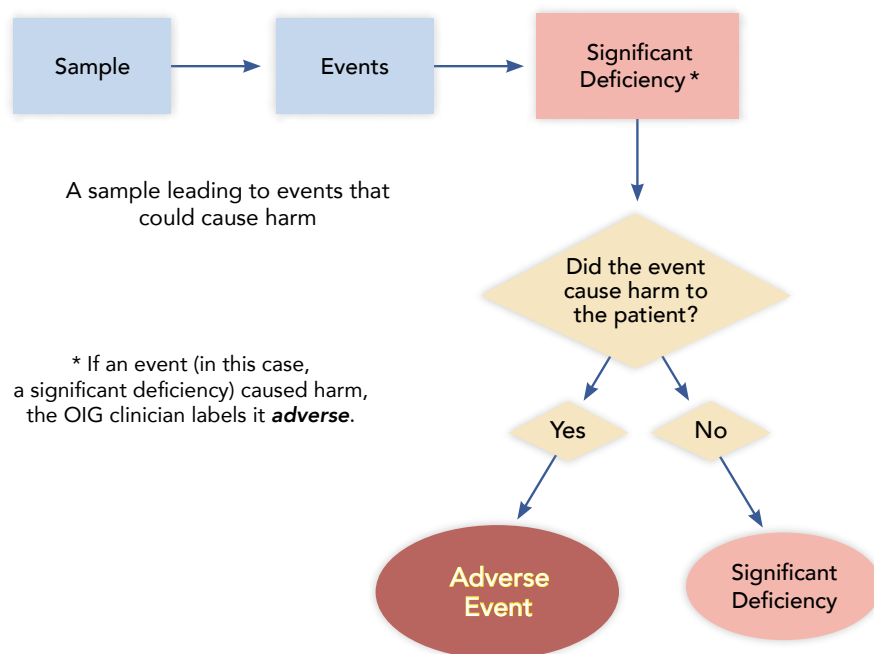 Sample
Events
Significant
Deficiency *
A sample leading to events that
could cause harm
Did the event
cause harm to
the patient?
* If an event (in this case,
a significant deficiency) caused harm,
the OIG clinician labels it adverse.
Yes
No
Adverse
Event
Significant
Deficiency